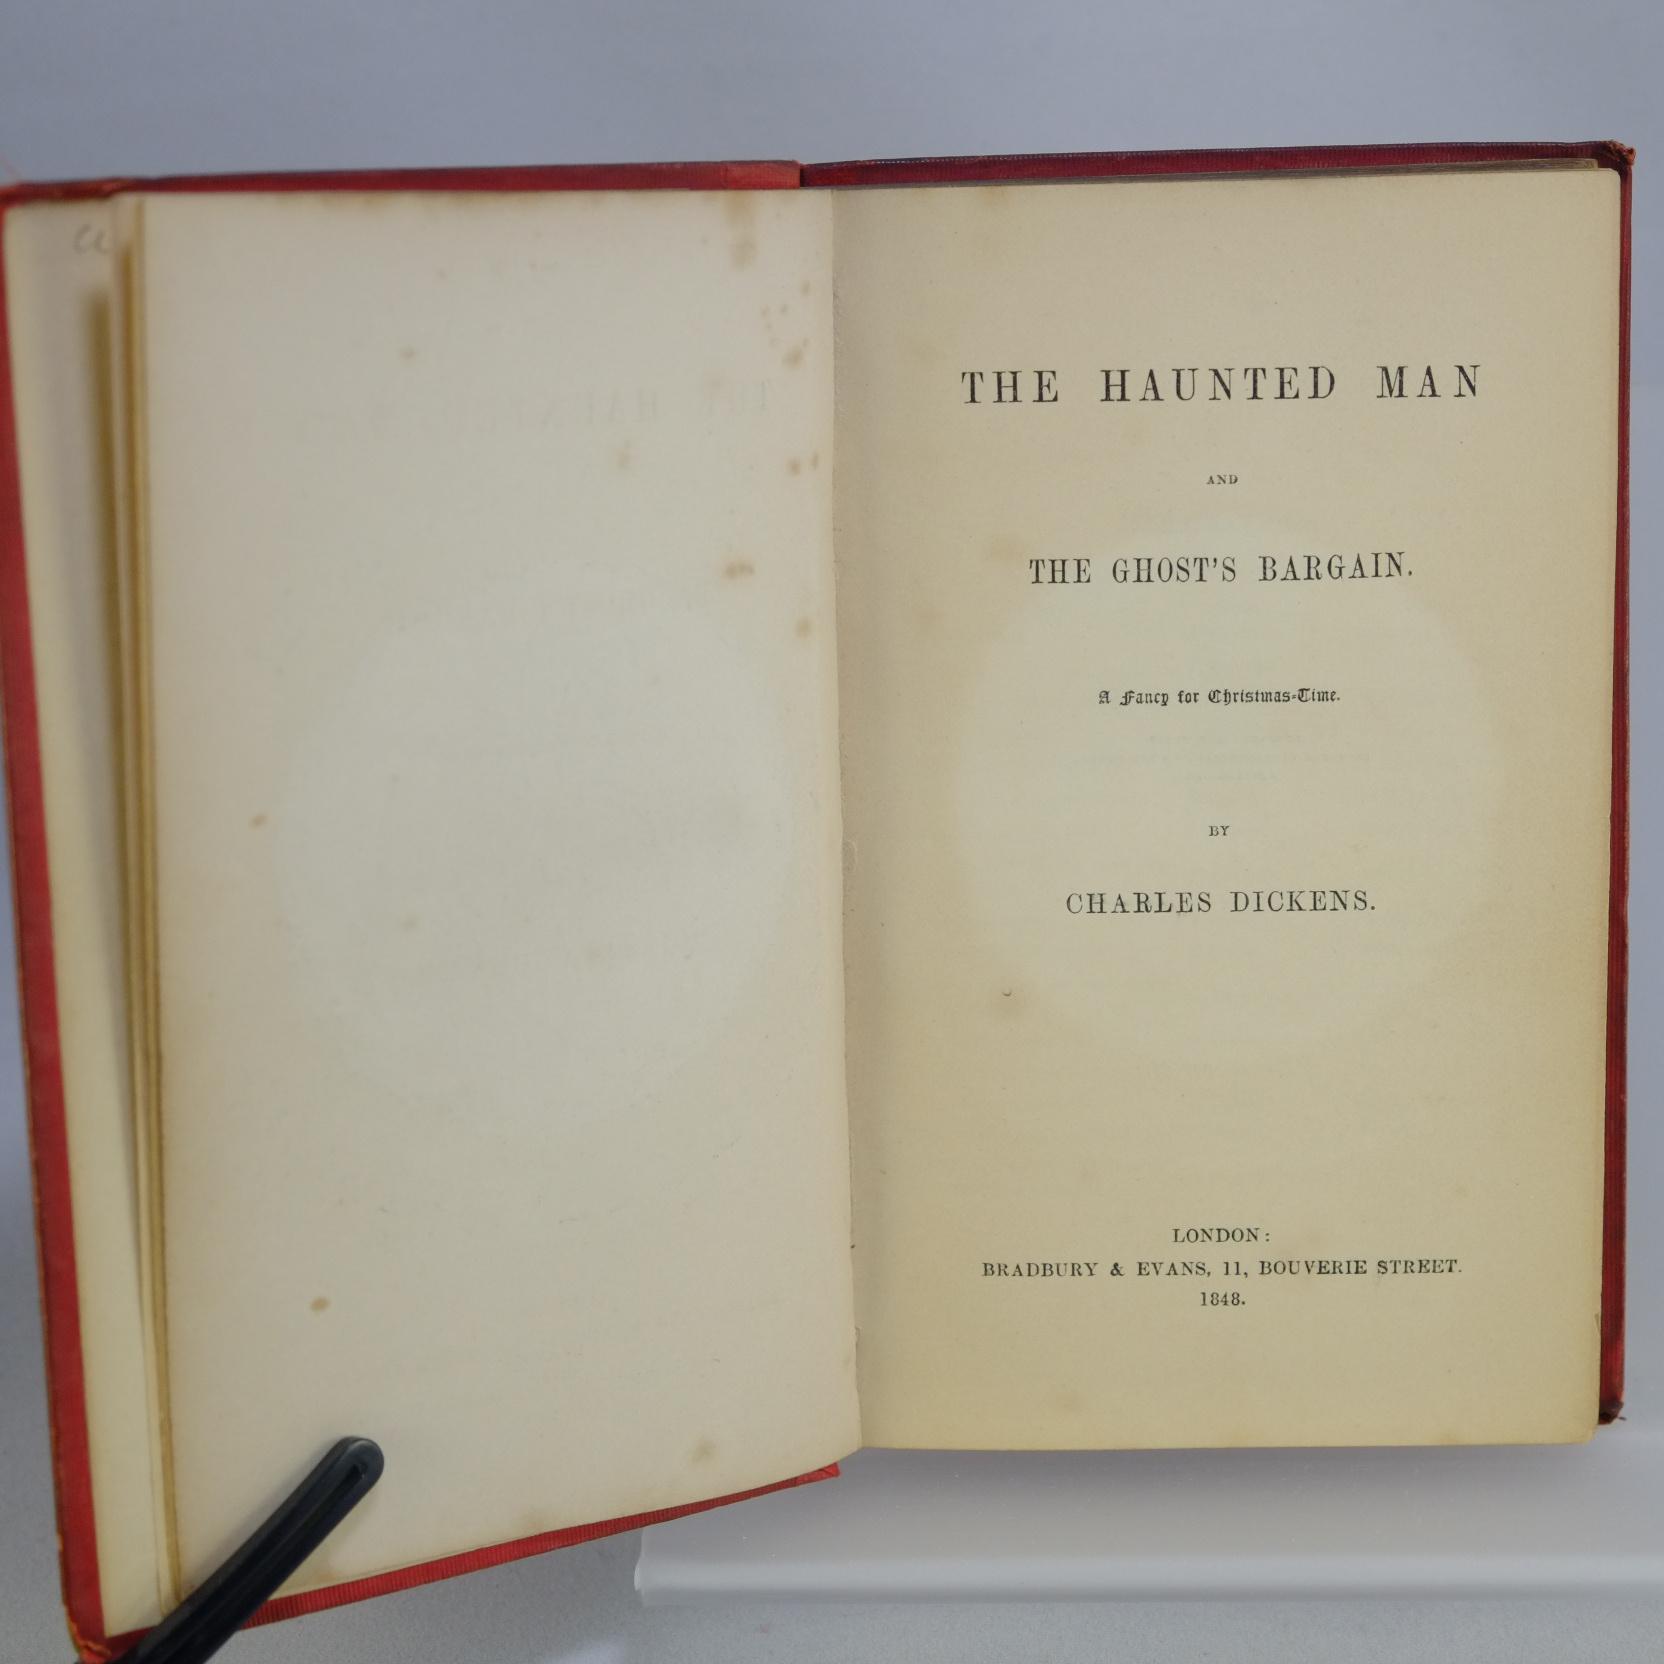 THE HAUNTED MAN
AND
THE GHOST'S BARGAIN.
A Fancy for Christmas-Time.
BY
CHARLES DICKENS.
LONDON:
BRADBURY & EVANS, 11, BOUVERIE STREET.
1848.